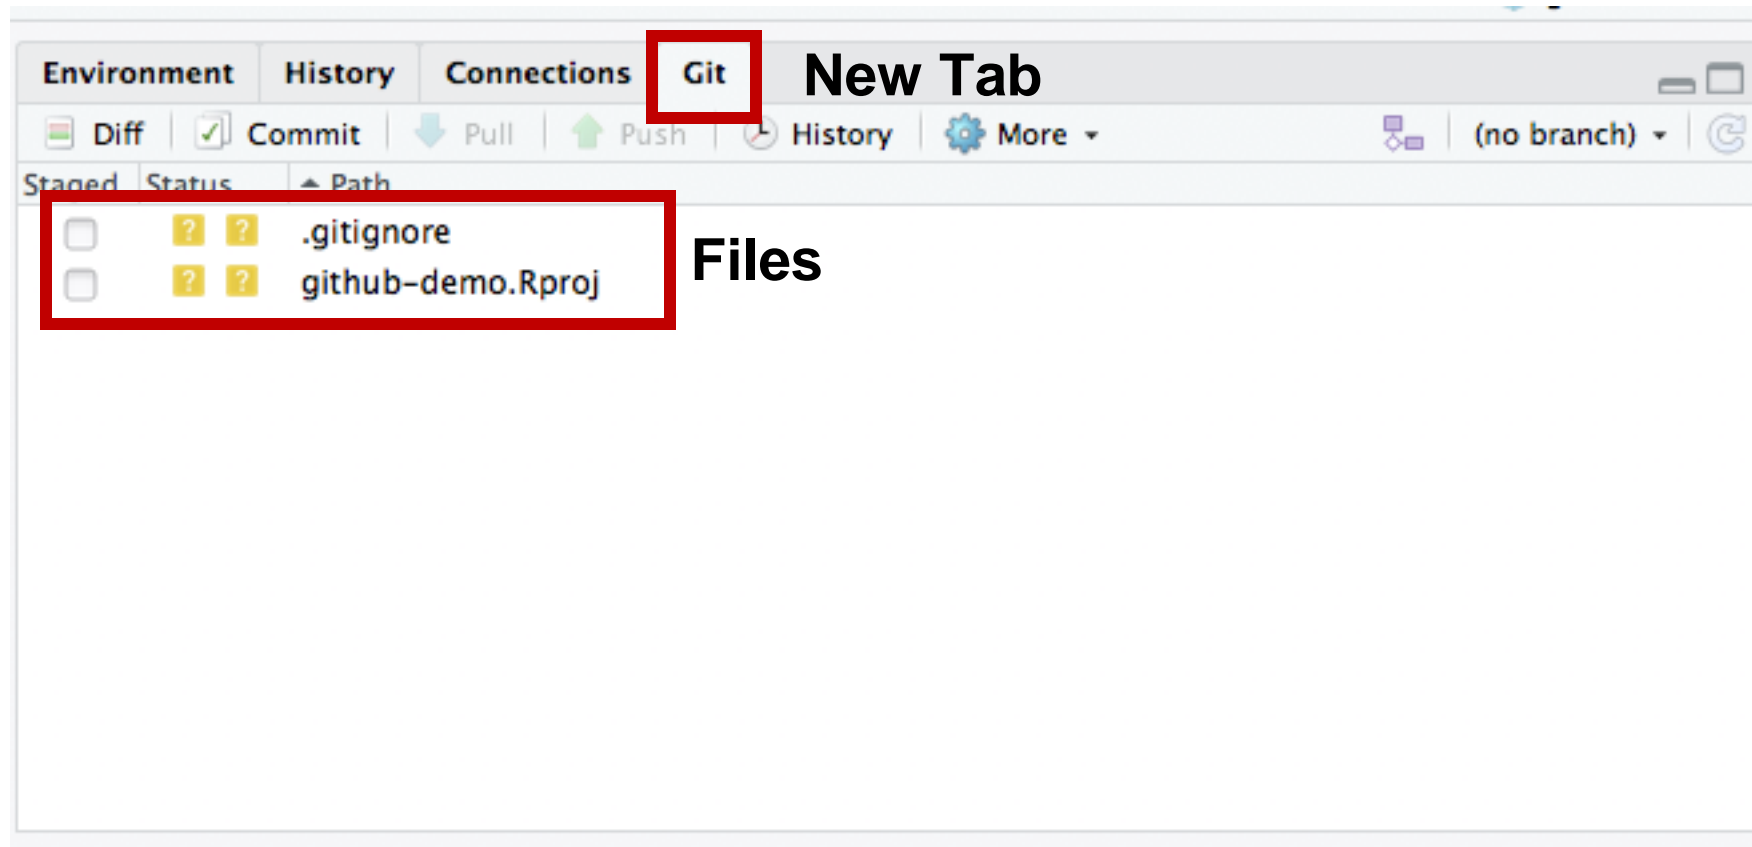 Environment History Connections Git New Tab
Diff Commit Pull Push History More (no branch)
Staged Status Path
? ? .gitignore
? ? github-demo.Rproj
Files